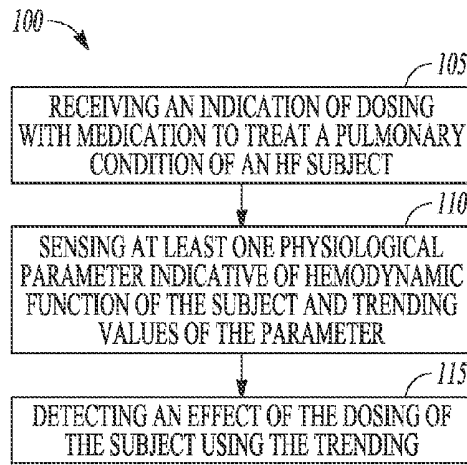 100
105
RECEIVING AN INDICATION OF DOSING
WITH MEDICATION TO TREAT A PULMONARY
CONDITION OF AN HF SUBJECT
110
SENSING AT LEAST ONE PHYSIOLOGICAL
PARAMETER INDICATIVE OF HEMODYNAMIC
FUNCTION OF THE SUBJECT AND TRENDING
VALUES OF THE PARAMETER
115
DETECTING AN EFFECT OF THE DOSING OF
THE SUBJECT USING THE TRENDING